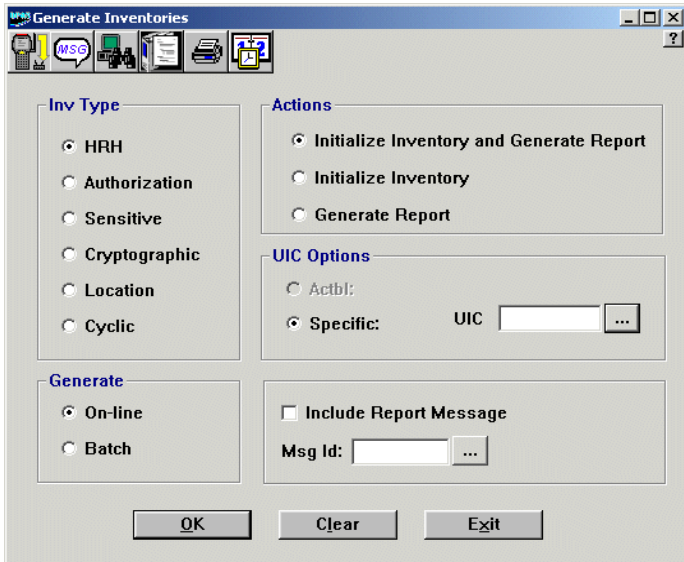 Generate Inventories
MSG
Inv Type
HRH
Authorization
Sensitive
Cryptographic
Location
Cyclic
Actions
Initialize Inventory and Generate Report
Initialize Inventory
Generate Report
UIC Options
Actbl:
Specific: UIC ...
Generate
On-line
Batch
Include Report Message
Msg Id: ...
OK Clear Exit